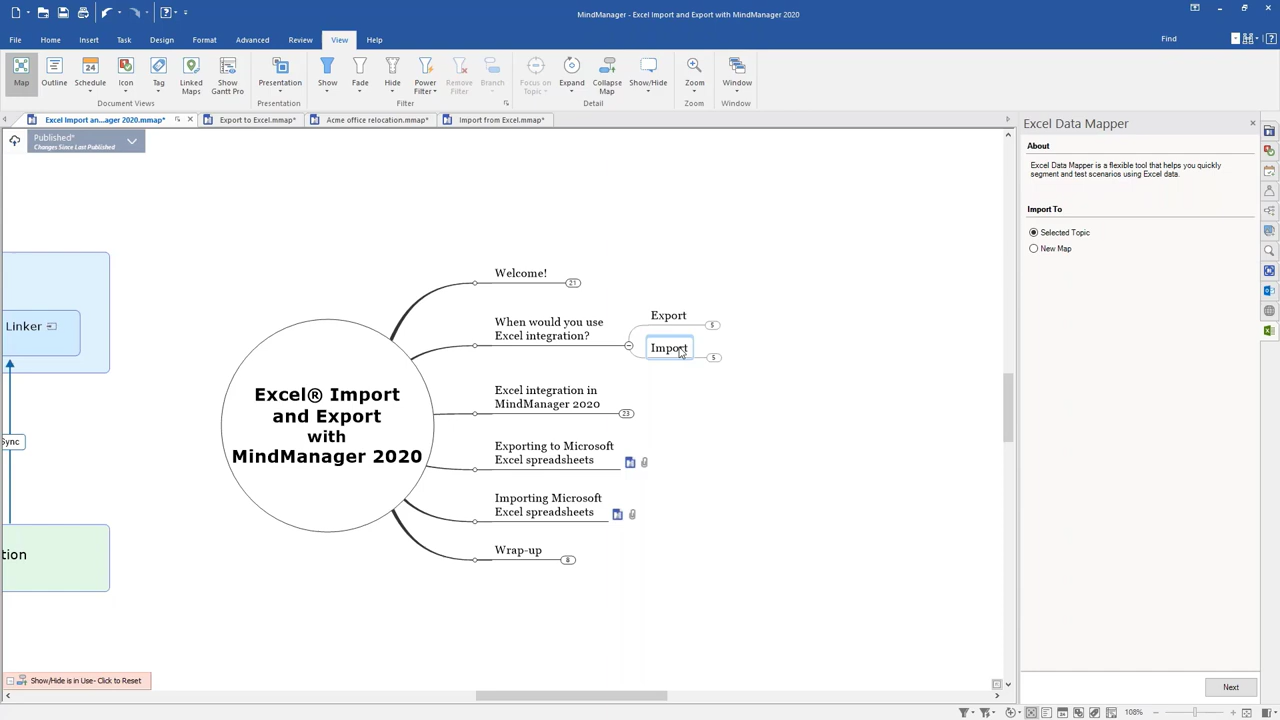 MindManager - Excel Import and Export with MindManager 2020
File Home Insert Task Design Format Advanced Review View Help
Find
Map Outline Schedule Icon Tag Linked Maps Show Gantt Pro
Document Views
Presentation
Presentation
Show Fade Hide Power Filter Remove Filter Branch
Filter
Focus on Topic Expand Collapse Map Show/Hide
Detail
Zoom
Zoom
Window
Window
Excel Import an...ager 2020.mmap*
Export to Excel.mmap*
Acme office relocation.mmap*
Import from Excel.mmap*
Published*
Changes Since Last Published
Linker
Sync
tion
Excel® Import
and Export
with
MindManager 2020
Welcome!
21
When would you use
Excel integration?
Export
5
Import
5
Excel integration in
MindManager 2020
23
Exporting to Microsoft
Excel spreadsheets
Importing Microsoft
Excel spreadsheets
Wrap-up
8
Show/Hide is in Use- Click to Reset
Excel Data Mapper
About
Excel Data Mapper is a flexible tool that helps you quickly
segment and test scenarios using Excel data.
Import To
Selected Topic
New Map
Next
108%